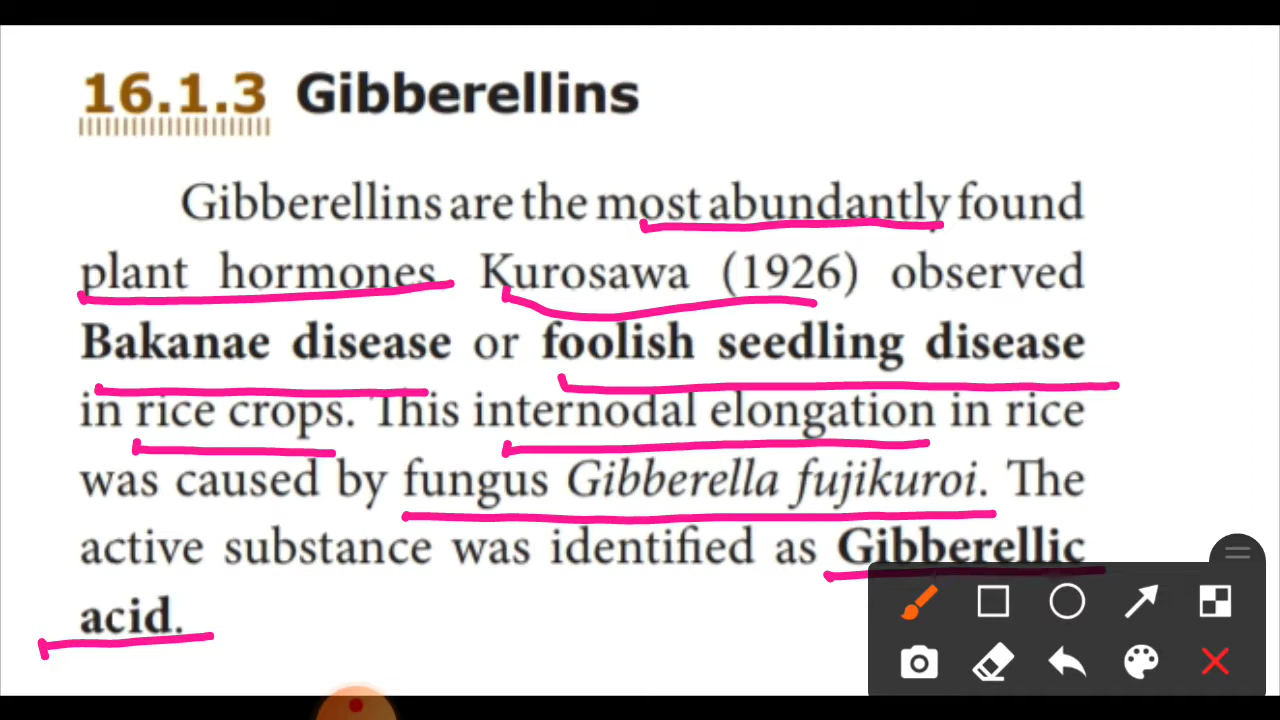 16.1.3 Gibberellins
Gibberellins are the most abundantly found
plant hormones Kurosawa (1926) observed
Bakanae disease or foolish seedling disease
in rice crops. This internodal elongation in rice
was caused by fungus Gibberella fujikuroi. The
active substance was identified as Gibberellic
acid.